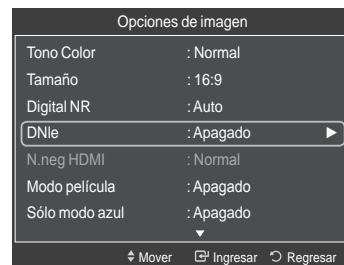 Opciones de imagen
Tono Color : Normal
Tamaño : 16:9
Digital NR : Auto
DNIe : Apagado ►
N.neg HDMI : Normal
Modo película : Apagado
Sólo modo azul : Apagado
▼
Mover Ingresar Regresar